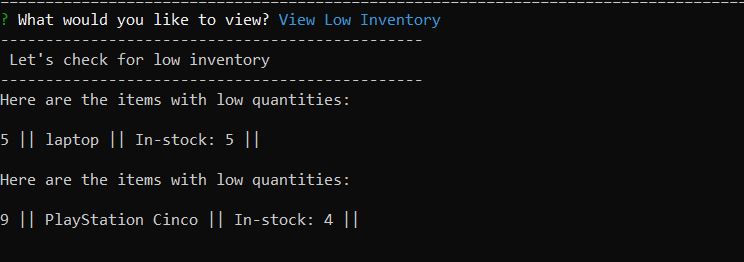 --------------------------------------------------------------------------------
? What would you like to view? View Low Inventory
-----------------------------------------------
 Let's check for low inventory
-----------------------------------------------
Here are the items with low quantities:
5 || laptop || In-stock: 5 ||
Here are the items with low quantities:
9 || PlayStation Cinco || In-stock: 4 ||